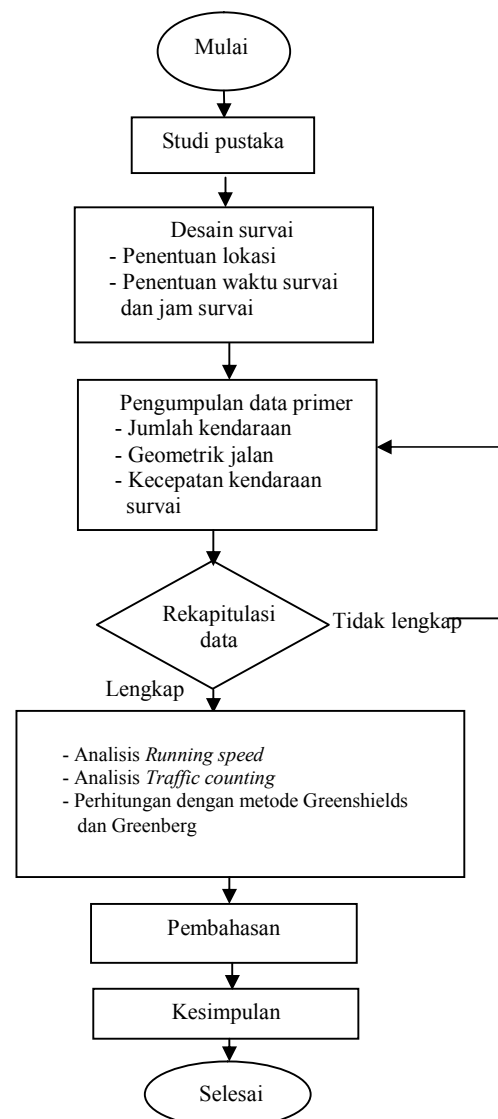 Mulai
Studi pustaka
Desain survai
- Penentuan lokasi
- Penentuan waktu survai
dan jam survai
Pengumpulan data primer
- Jumlah kendaraan
- Geometrik jalan
- Kecepatan kendaraan
survai
Rekapitulasi
data
Tidak lengkap
Lengkap
- Analisis Running speed
- Analisis Traffic counting
- Perhitungan dengan metode Greenshields
dan Greenberg
Pembahasan
Kesimpulan
Selesai